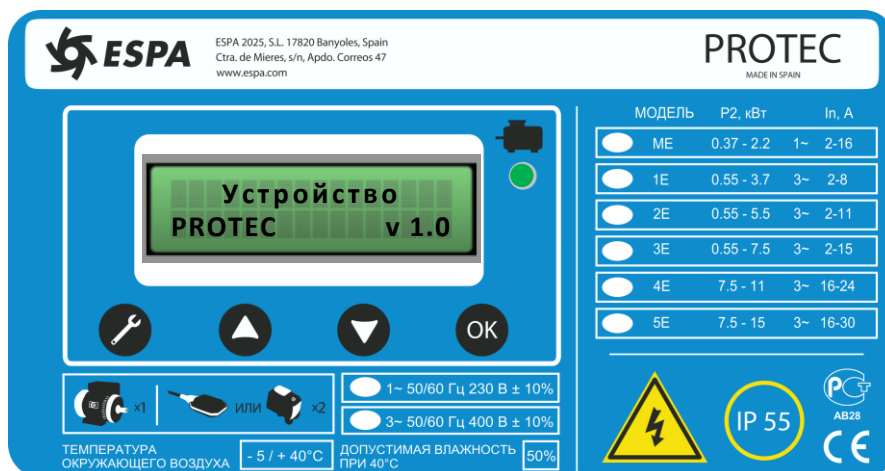 ESPA
ESPA 2025, S.L. 17820 Banyoles, Spain
Ctra. de Mieres, s/n, Apdo. Correos 47
www.espa.com
PROTEC
MADE IN SPAIN
Устройство
PROTEC v 1.0
OK
МОДЕЛЬ P2, кВт In, A
ME 0.37 - 2.2 1~ 2-16
1E 0.55 - 3.7 3~ 2-8
2E 0.55 - 5.5 3~ 2-11
3E 0.55 - 7.5 3~ 2-15
4E 7.5 - 11 3~ 16-24
5E 7.5 - 15 3~ 16-30
x1 ИЛИ x2
1~ 50/60 Гц 230 В ± 10%
3~ 50/60 Гц 400 В ± 10%
ТЕМПЕРАТУРА
ОКРУЖАЮЩЕГО ВОЗДУХА
- 5 / + 40°C
ДОПУСТИМАЯ ВЛАЖНОСТЬ
ПРИ 40°C
50%
IP 55
РСТ
АВ28
CE